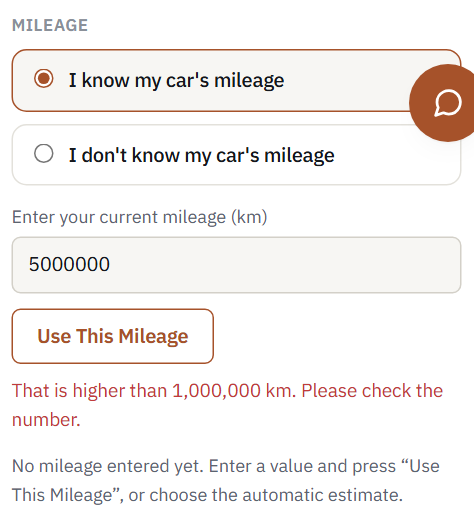 MILEAGE
I know my car's mileage
I don't know my car's mileage
Enter your current mileage (km)
5000000
Use This Mileage
That is higher than 1,000,000 km. Please check the
number.
No mileage entered yet. Enter a value and press “Use
This Mileage”, or choose the automatic estimate.